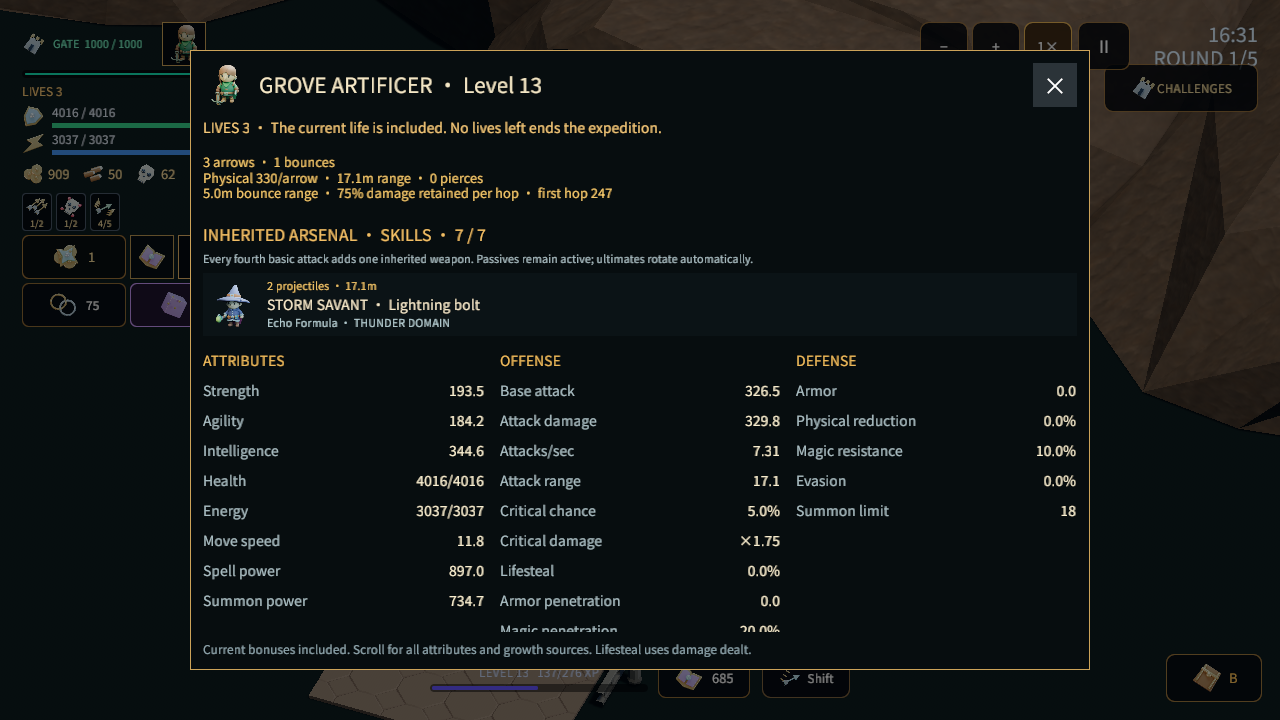 GATE 1000 / 1000
− + 1× II
16:31
ROUND 1/5
CHALLENGES
LIVES 3
4016 / 4016
3037 / 3037
909 50 62
1/2 1/2 4/5
1
75
GROVE ARTIFICER • Level 13
LIVES 3 • The current life is included. No lives left ends the expedition.
3 arrows • 1 bounces
Physical 330/arrow • 17.1m range • 0 pierces
5.0m bounce range • 75% damage retained per hop • first hop 247
INHERITED ARSENAL • SKILLS • 7 / 7
Every fourth basic attack adds one inherited weapon. Passives remain active; ultimates rotate automatically.
2 projectiles • 17.1m
STORM SAVANT • Lightning bolt
Echo Formula • THUNDER DOMAIN
ATTRIBUTES OFFENSE DEFENSE
Strength 193.5 Base attack 326.5 Armor 0.0
Agility 184.2 Attack damage 329.8 Physical reduction 0.0%
Intelligence 344.6 Attacks/sec 7.31 Magic resistance 10.0%
Health 4016/4016 Attack range 17.1 Evasion 0.0%
Energy 3037/3037 Critical chance 5.0% Summon limit 18
Move speed 11.8 Critical damage ×1.75
Spell power 897.0 Lifesteal 0.0%
Summon power 734.7 Armor penetration 0.0
Magic penetration 20.0%
Current bonuses included. Scroll for all attributes and growth sources. Lifesteal uses damage dealt.
LEVEL 13 137/276 XP
685 Shift B